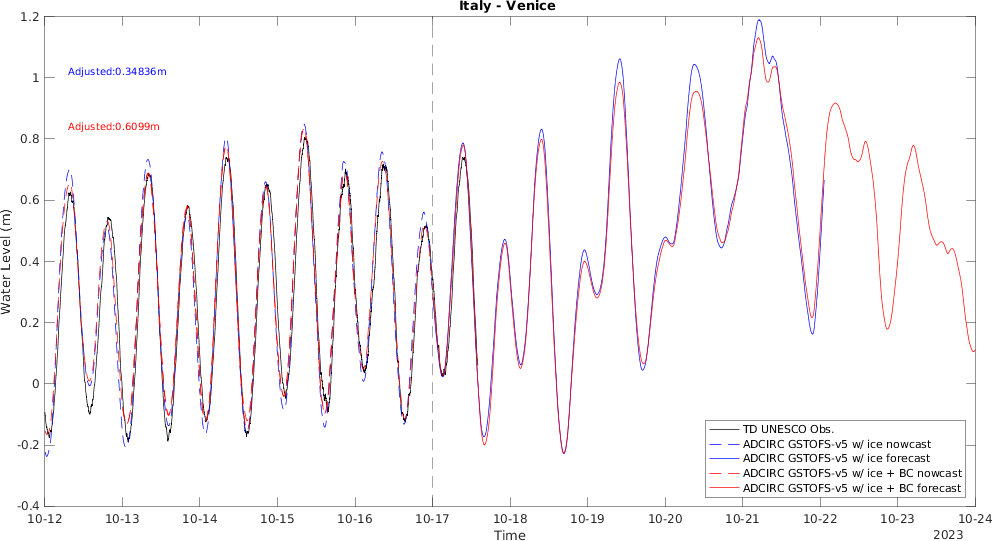 Italy - Venice
Adjusted:0.34836m
Adjusted:0.6099m
Water Level (m)
1.2
1
0.8
0.6
0.4
0.2
0
-0.2
-0.4
TD UNESCO Obs.
ADCIRC GSTOFS-v5 w/ ice nowcast
ADCIRC GSTOFS-v5 w/ ice forecast
ADCIRC GSTOFS-v5 w/ ice + BC nowcast
ADCIRC GSTOFS-v5 w/ ice + BC forecast
10-12 10-13 10-14 10-15 10-16 10-17 10-18 10-19 10-20 10-21 10-22 10-23 10-24
Time
2023